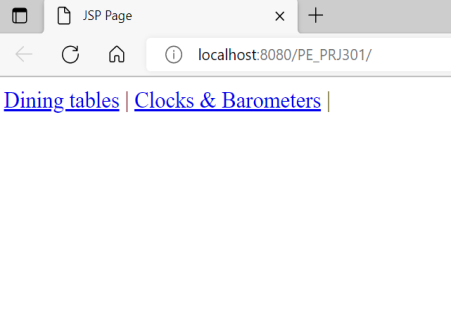 JSP Page
localhost:8080/PE_PRJ301/
Dining tables | Clocks & Barometers |